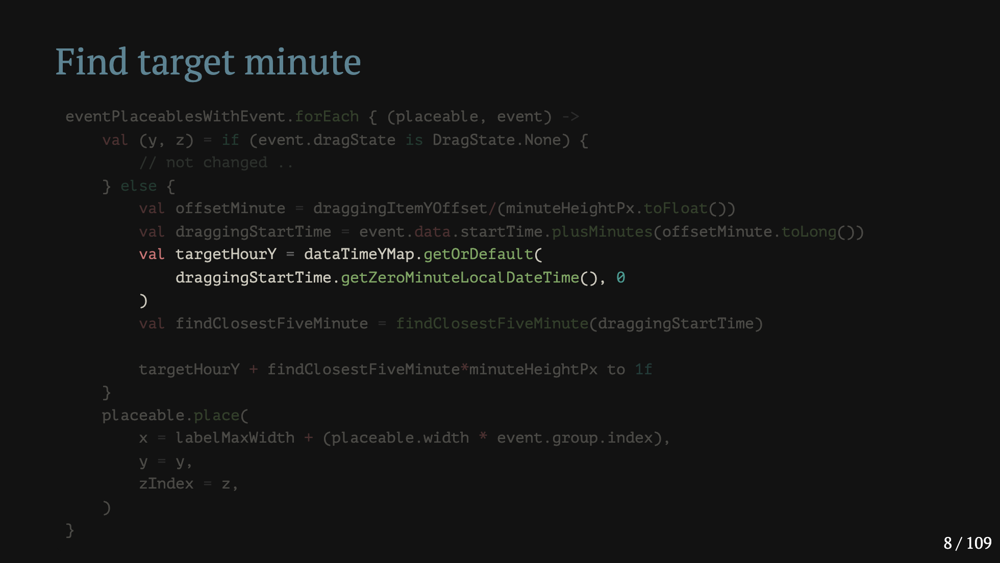 Find target minute
eventPlaceablesWithEvent.forEach { (placeable, event) ->
    val (y, z) = if (event.dragState is DragState.None) {
        // not changed ..
    } else {
        val offsetMinute = draggingItemYOffset/(minuteHeightPx.toFloat())
        val draggingStartTime = event.data.startTime.plusMinutes(offsetMinute.toLong())
        val targetHourY = dataTimeYMap.getOrDefault(
            draggingStartTime.getZeroMinuteLocalDateTime(), 0
        )
        val findClosestFiveMinute = findClosestFiveMinute(draggingStartTime)

        targetHourY + findClosestFiveMinute*minuteHeightPx to 1f
    }
    placeable.place(
        x = labelMaxWidth + (placeable.width * event.group.index),
        y = y,
        zIndex = z,
    )
}
8 / 109